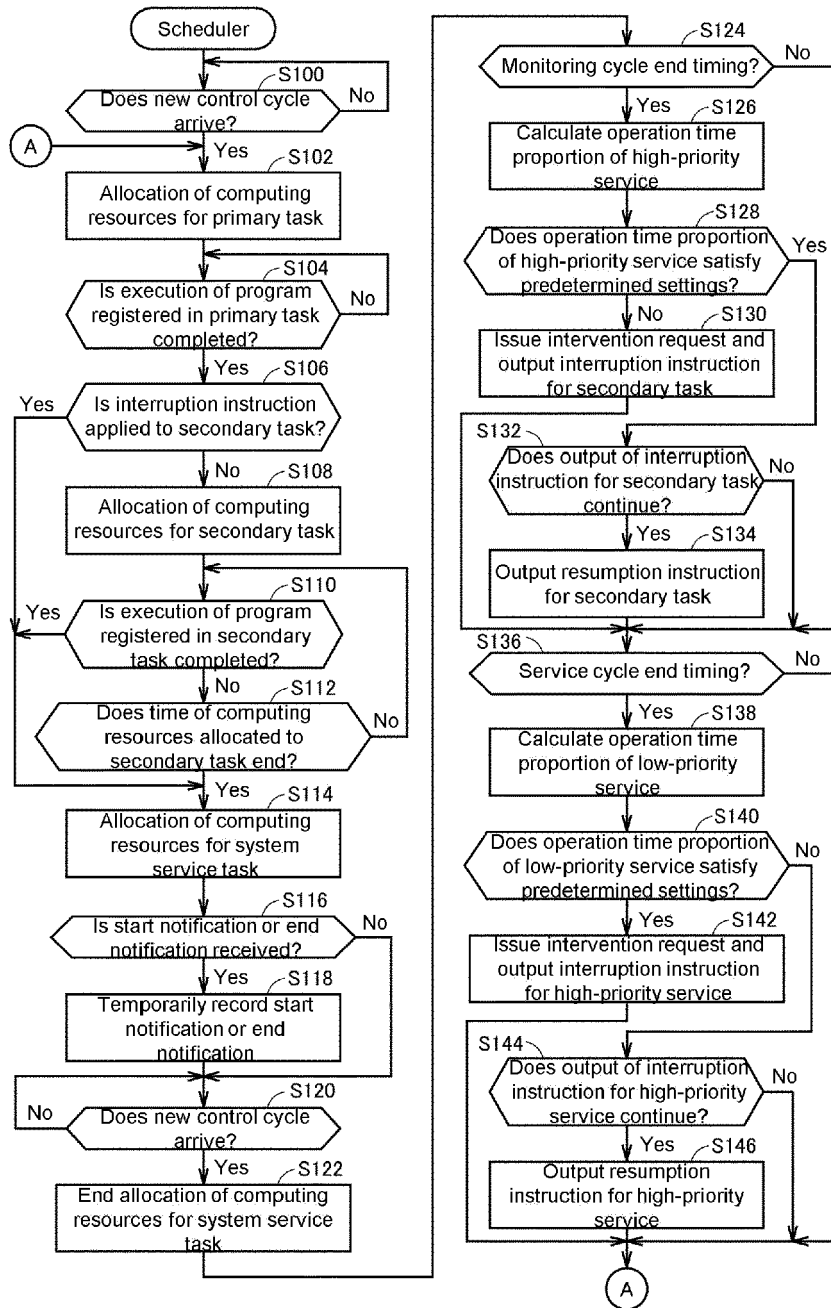 Scheduler
S100
Does new control cycle
arrive?
No
Yes
A
S102
Allocation of computing
resources for primary task
S104
Is execution of program
registered in primary task
completed?
No
Yes
S106
Is interruption instruction
applied to secondary task?
Yes
No
S108
Allocation of computing
resources for secondary task
S110
Is execution of program
registered in secondary
task completed?
Yes
No
S112
Does time of computing
resources allocated to
secondary task end?
No
Yes
S114
Allocation of computing
resources for system
service task
S116
Is start notification or end
notification received?
No
Yes
S118
Temporarily record start
notification or end
notification
S120
Does new control cycle
arrive?
No
Yes
S122
End allocation of computing
resources for system service
task
S124
Monitoring cycle end timing?
No
Yes
S126
Calculate operation time
proportion of high-priority
service
S128
Does operation time proportion
of high-priority service satisfy
predetermined settings?
Yes
No
S130
Issue intervention request and
output interruption instruction
for secondary task
S132
Does output of interruption
instruction for secondary task
continue?
No
Yes
S134
Output resumption instruction
for secondary task
S136
Service cycle end timing?
No
Yes
S138
Calculate operation time
proportion of low-priority
service
S140
Does operation time proportion
of low-priority service satisfy
predetermined settings?
No
Yes
S142
Issue intervention request and
output interruption instruction
for high-priority service
S144
Does output of interruption
instruction for high-priority
service continue?
No
Yes
S146
Output resumption
instruction for high-priority
service
A